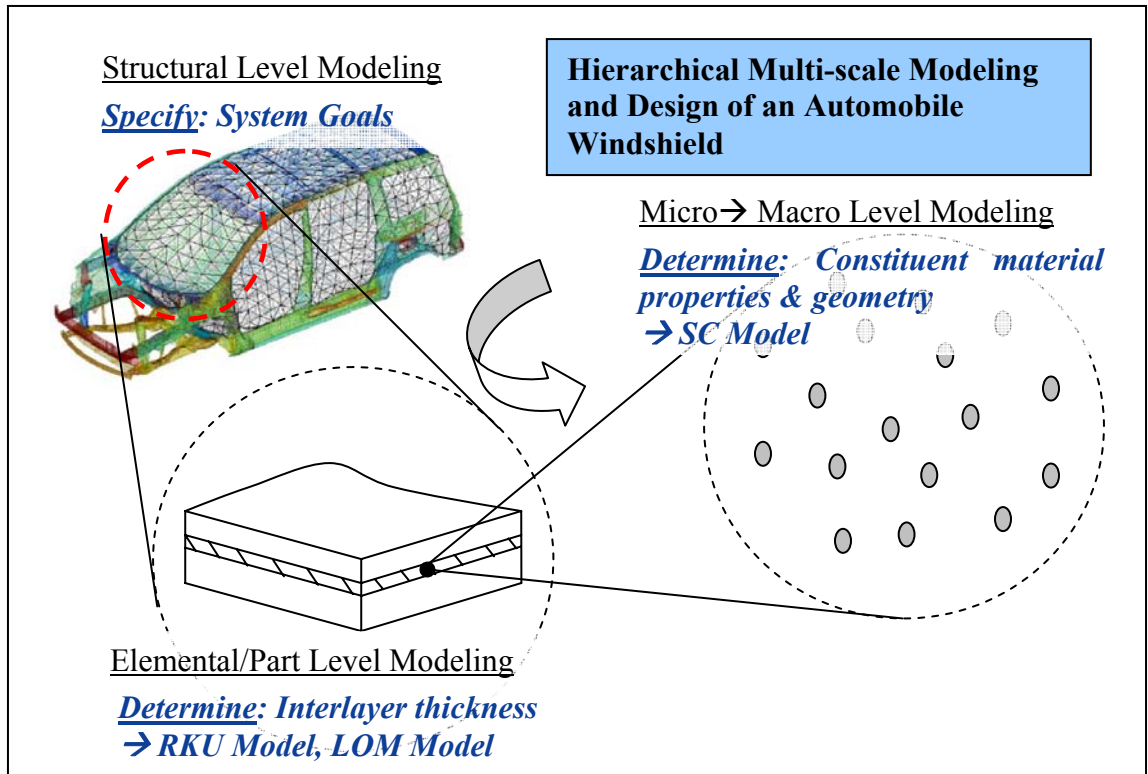 Structural Level Modeling
Specify: System Goals
Hierarchical Multi-scale Modeling
and Design of an Automobile
Windshield
Micro→ Macro Level Modeling
Determine: Constituent material
properties & geometry
→ SC Model
Elemental/Part Level Modeling
Determine: Interlayer thickness
→ RKU Model, LOM Model